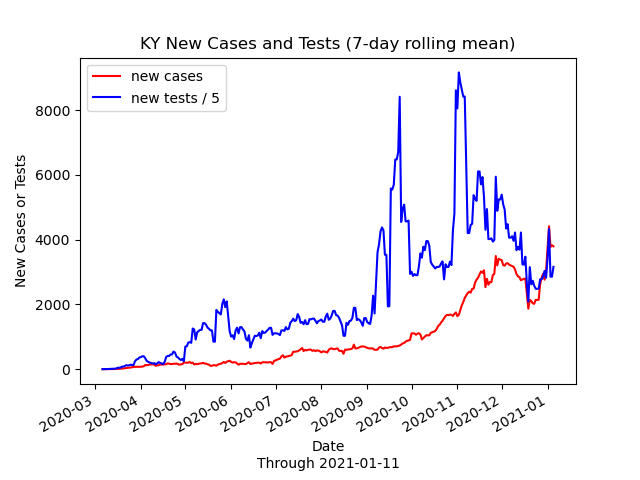 KY New Cases and Tests (7-day rolling mean)
new cases
new tests / 5
8000
6000
4000
2000
0
New Cases or Tests
2020-03
2020-04
2020-05
2020-06
2020-07
2020-08
2020-09
2020-10
2020-11
2020-12
2021-01
Date
Through 2021-01-11